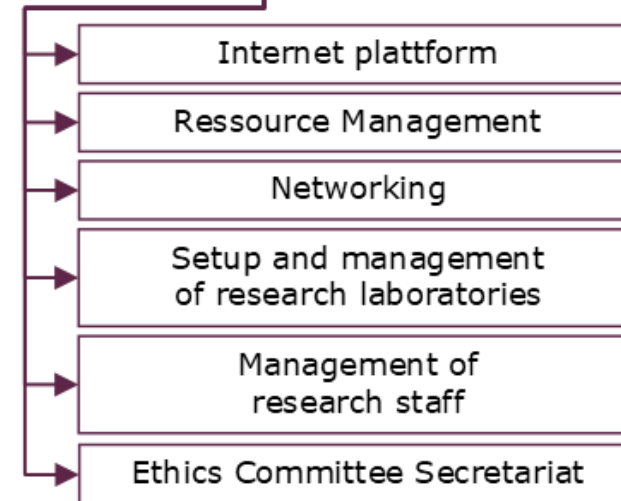 Internet plattform
Ressource Management
Networking
Setup and management
of research laboratories
Management of
research staff
Ethics Committee Secretariat